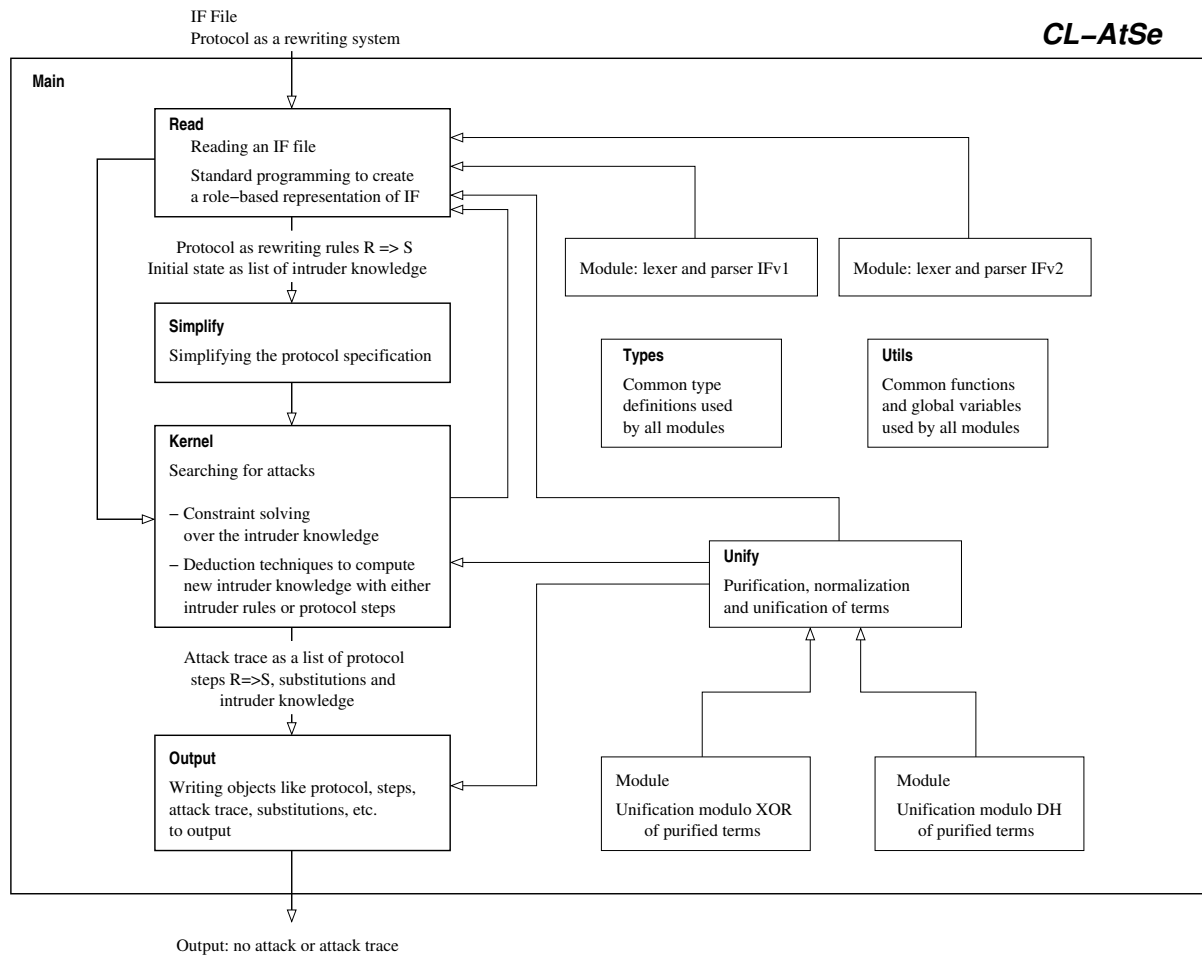 IF File
Protocol as a rewriting system
CL–AtSe
Main
Read
Reading an IF file
Standard programming to create
a role–based representation of IF
Protocol as rewriting rules R => S
Initial state as list of intruder knowledge
Module: lexer and parser IFv1
Module: lexer and parser IFv2
Simplify
Simplifying the protocol specification
Types
Common type
definitions used
by all modules
Utils
Common functions
and global variables
used by all modules
Kernel
Searching for attacks
– Constraint solving
over the intruder knowledge
– Deduction techniques to compute
new intruder knowledge with either
intruder rules or protocol steps
Unify
Purification, normalization
and unification of terms
Attack trace as a list of protocol
steps R=>S, substitutions and
intruder knowledge
Output
Writing objects like protocol, steps,
attack trace, substitutions, etc.
to output
Module
Unification modulo XOR
of purified terms
Module
Unification modulo DH
of purified terms
Output: no attack or attack trace